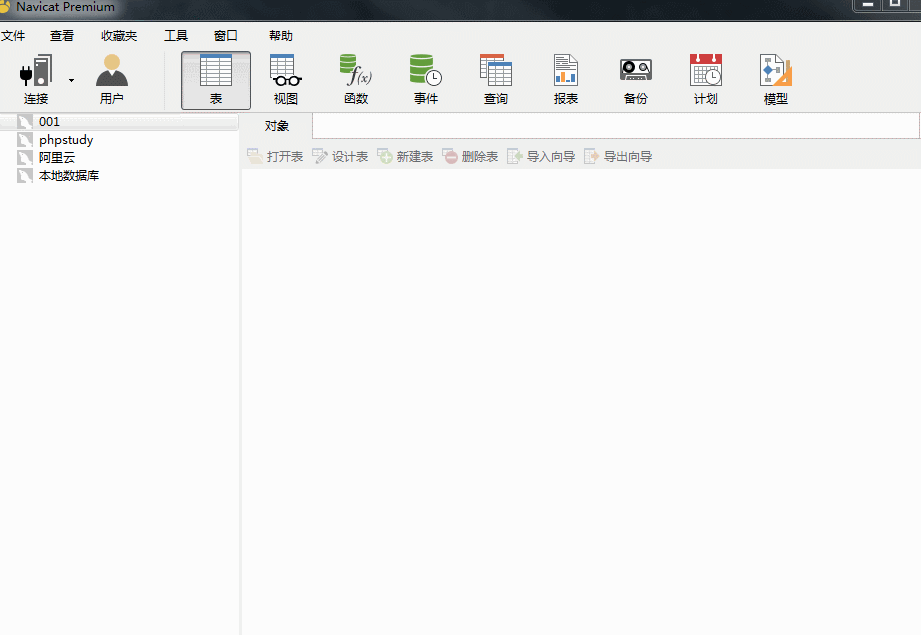 Navicat Premium
文件 查看 收藏夹 工具 窗口 帮助
连接 用户 表 视图 函数 事件 查询 报表 备份 计划 模型
f(x)
001
phpstudy
阿里云
本地数据库
对象
打开表 设计表 新建表 删除表 导入向导 导出向导